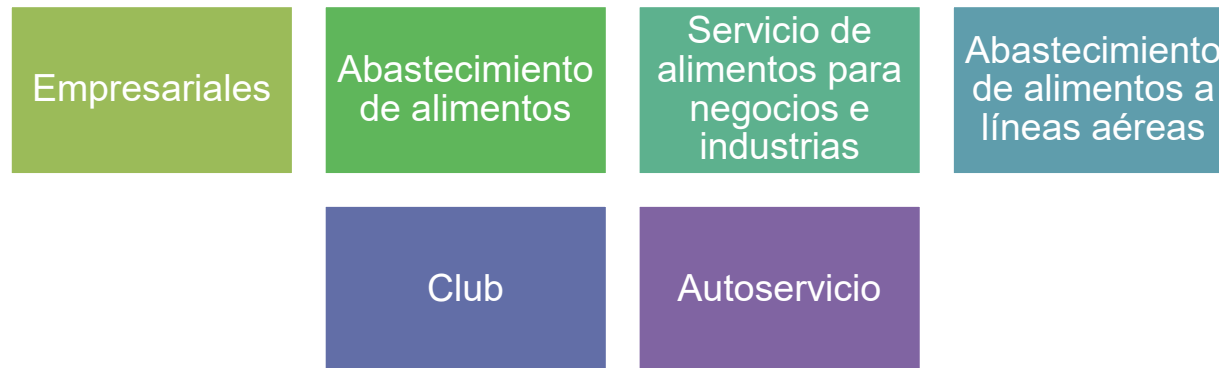 Empresariales
Abastecimiento
de alimentos
Servicio de
alimentos para
negocios e
industrias
Abastecimiento
de alimentos a
líneas aéreas
Club
Autoservicio